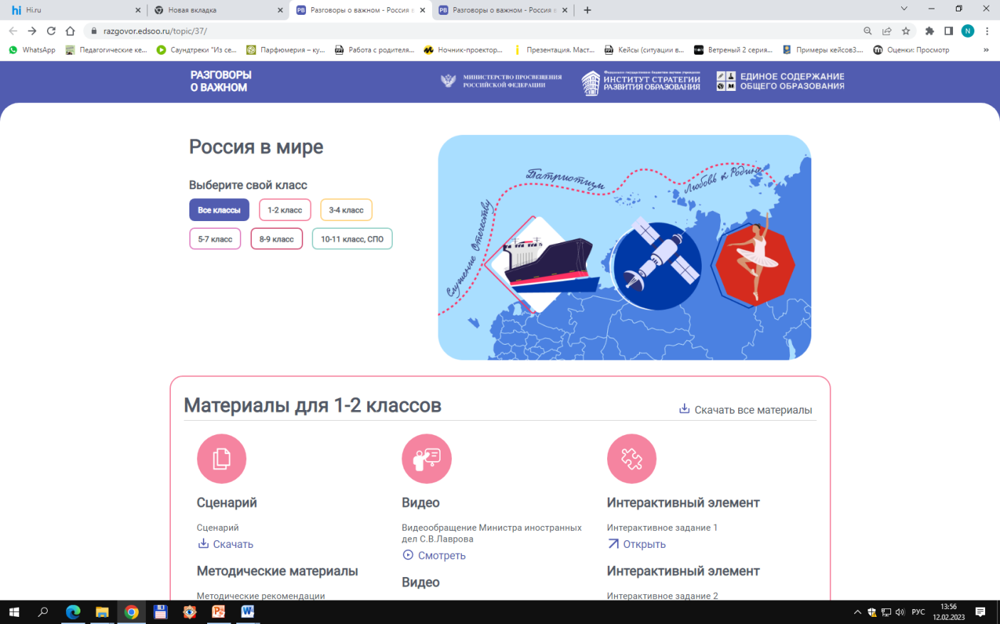 Hi.ru
Новая вкладка
Разговоры о важном - Россия в
Разговоры о важном - Россия в
razgovor.edsoo.ru/topic/37/
N
WhatsApp
Педагогические ке...
Саундтреки "Из се...
Парфюмерия – ку...
Работа с родителя...
Ночник-проектор...
Презентация. Маст...
Кейсы (ситуации в...
Ветреный 2 серия...
Примеры кейсов3....
Оценки: Просмотр
РАЗГОВОРЫ
О ВАЖНОМ
МИНИСТЕРСТВО ПРОСВЕЩЕНИЯ
РОССИЙСКОЙ ФЕДЕРАЦИИ
Федеральное государственное бюджетное научное учреждение
ИНСТИТУТ СТРАТЕГИИ
РАЗВИТИЯ ОБРАЗОВАНИЯ
ЕДИНОЕ СОДЕРЖАНИЕ
ОБЩЕГО ОБРАЗОВАНИЯ
Россия в мире
Выберите свой класс
Все классы
1-2 класс
3-4 класс
5-7 класс
8-9 класс
10-11 класс, СПО
Служение Отечеству
Патриотизм
Любовь к Родине
Материалы для 1-2 классов
Скачать все материалы
Сценарий
Сценарий
Скачать
Методические материалы
Методические рекомендации
Видео
Видеообращение Министра иностранных
дел С.В.Лаврова
Смотреть
Видео
Интерактивный элемент
Интерактивное задание 1
Открыть
Интерактивный элемент
Интерактивное задание 2
РУС
13:56
12.02.2023